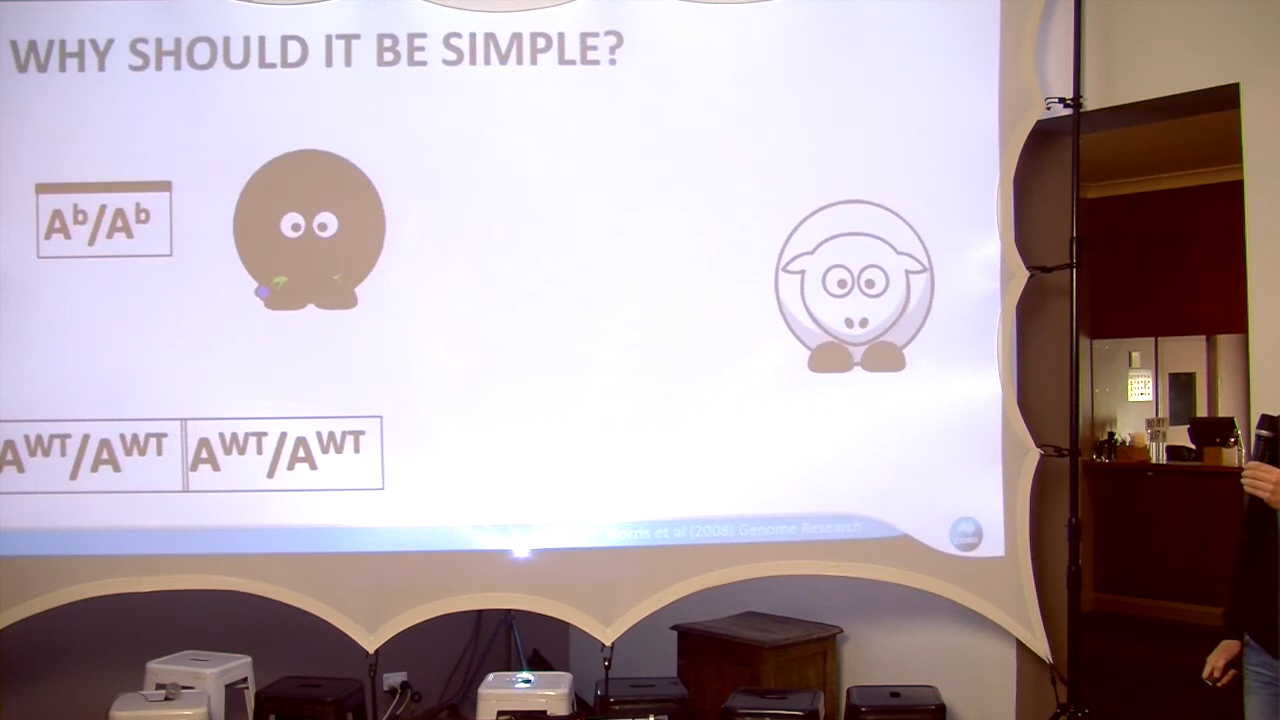 WHY SHOULD IT BE SIMPLE?
Aᵇ/Aᵇ
Aᵂᵀ/Aᵂᵀ Aᵂᵀ/Aᵂᵀ
Norris et al (2008) Genome Research